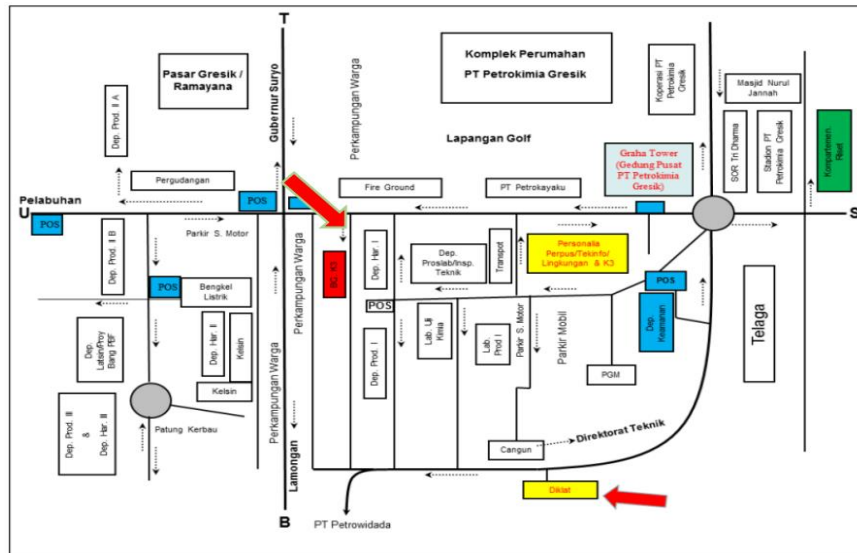 T
Pasar Gresik /
Ramayana
Gubernur Suryo
Perkampungan Warga
Komplek Perumahan
PT Petrokimia Gresik
Lapangan Golf
Koperasi PT
Petrokimia
Gresik
Masjid Nurul
Jannah
SOR Tri Dharma
Stadion PT
Petrokimia Gresik
Kompartemen
Riset
Dep. Prod. II A
Pergudangan
Graha Tower
(Gedung Pusat
PT Petrokimia
Gresik)
Fire Ground
PT Petrokayaku
Pelabuhan
U
POS
POS
S
Parkir S. Motor
Dep. Prod. II B
POS
Bengkel
Listrik
Perkampungan Warga
BG. K3
Dep. Har. I
Dep.
Proslab/Insp.
Teknik
Transpot
Personalia
Perpus/Tekinfo/
Lingkungan & K3
POS
Dep.
Keamanan
Telaga
POS
Dep.
Latsin/Proy
Bang PBF
Dep. Har. II
Kelsin
Kelsin
Perkampungan Warga
Dep. Prod. I
Lab. Uji
Kimia
Lab.
Prod I
Parkir S. Motor
Parkir Mobil
PGM
Dep. Prod. III
&
Dep. Har. III
Patung Kerbau
Lamongan
Cangun
Direktorat Teknik
Diklat
B
PT Petrowidada